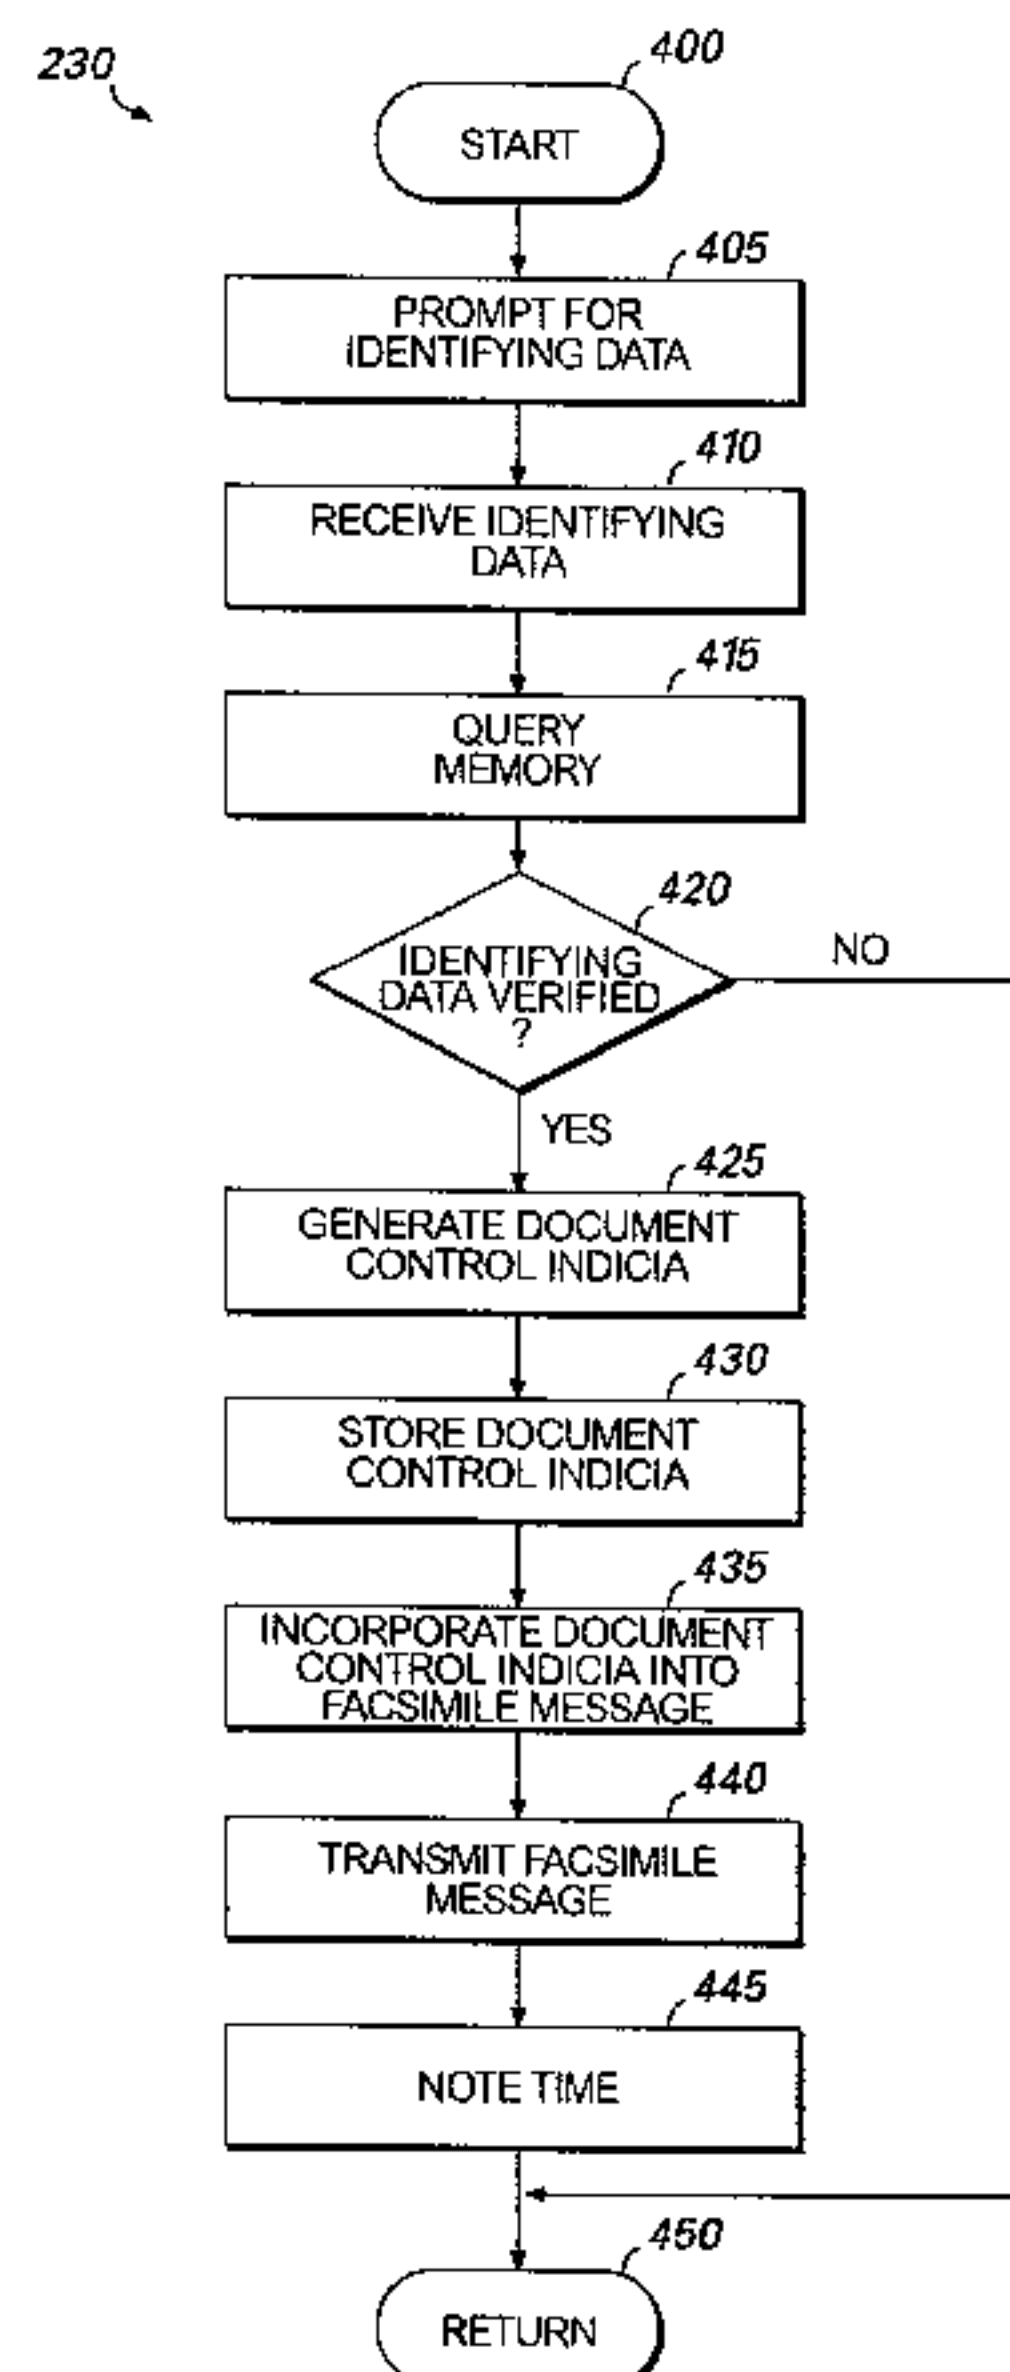 230
400
START
405
PROMPT FOR
IDENTIFYING DATA
410
RECEIVE IDENTIFYING
DATA
415
QUERY
MEMORY
420
IDENTIFYING
DATA VERIFIED
?
NO
YES
425
GENERATE DOCUMENT
CONTROL INDICIA
430
STORE DOCUMENT
CONTROL INDICIA
435
INCORPORATE DOCUMENT
CONTROL INDICIA INTO
FACSIMILE MESSAGE
440
TRANSMIT FACSIMILE
MESSAGE
445
NOTE TIME
450
RETURN